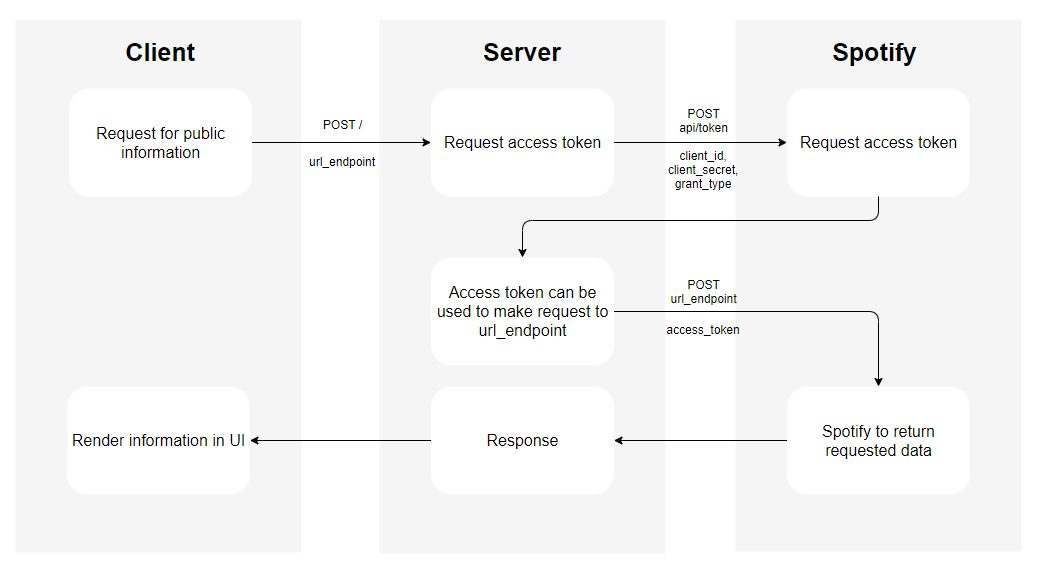 Client
Server
Spotify
Request for public
information
POST /
url_endpoint
Request access token
POST
api/token
client_id,
client_secret,
grant_type
Request access token
Access token can be
used to make request to
url_endpoint
POST
url_endpoint
access_token
Render information in UI
Response
Spotify to return
requested data